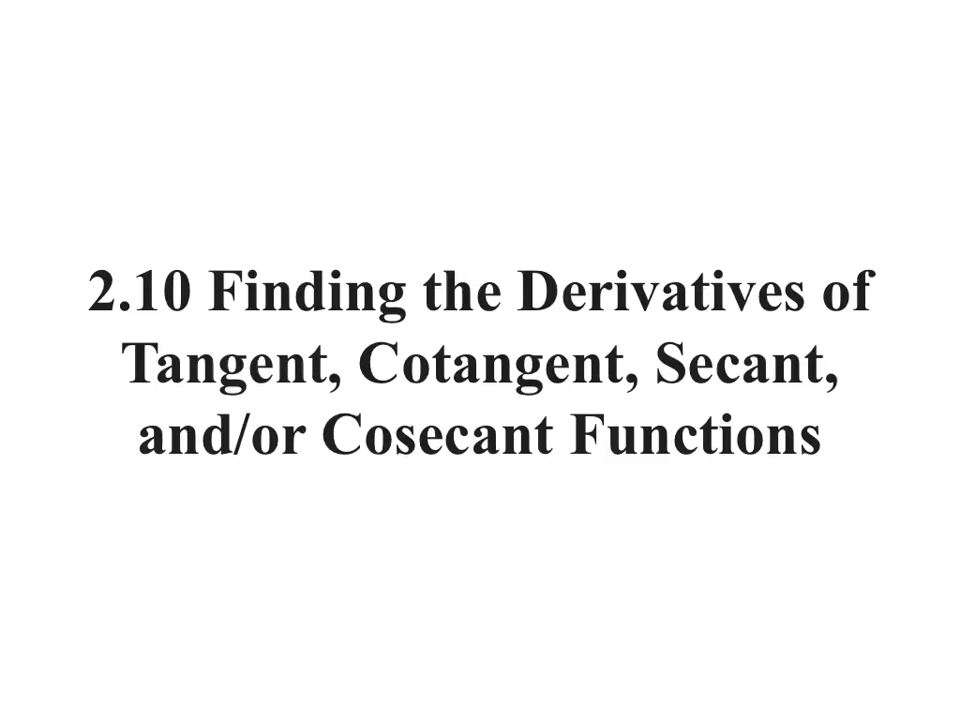 2.10 Finding the Derivatives of
Tangent, Cotangent, Secant,
and/or Cosecant Functions